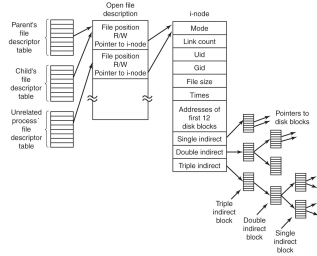 Parent's
file
descriptor
table
Child's
file
descriptor
table
Unrelated
process'
file
descriptor
table
Open file
description
File position
R/W
Pointer to i-node
File position
R/W
Pointer to i-node
i-node
Mode
Link count
Uid
Gid
File size
Times
Addresses of
first 12
disk blocks
Single indirect
Double indirect
Triple indirect
Pointers to
disk blocks
Triple
indirect
block
Double
indirect
block
Single
indirect
block